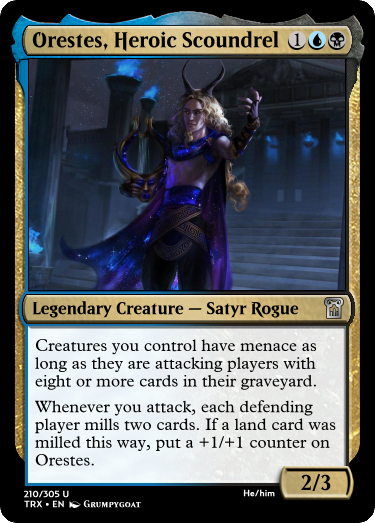 Orestes, Heroic Scoundrel 1
Legendary Creature — Satyr Rogue
Creatures you control have menace as
long as they are attacking players with
eight or more cards in their graveyard.
Whenever you attack, each defending
player mills two cards. If a land card was
milled this way, put a +1/+1 counter on
Orestes.
2/3
210/305 U
He/him
TRX • EN GRUMPYGOAT